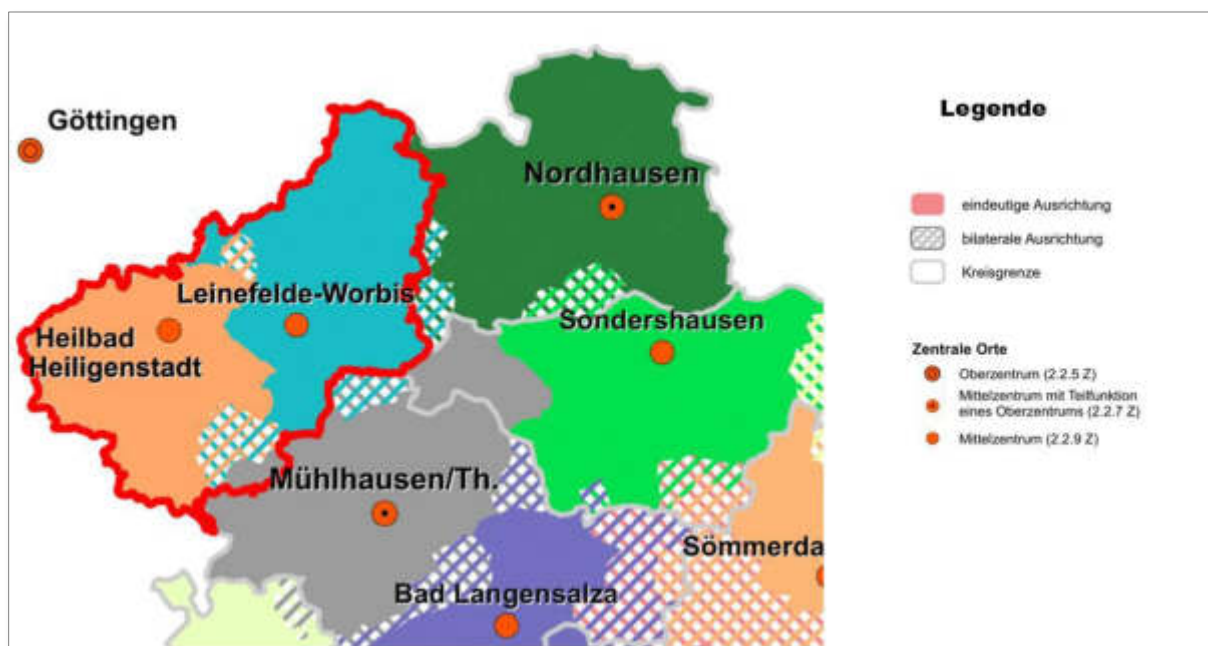 Göttingen
Nordhausen
Leinefelde-Worbis
Sondershausen
Heilbad
Heiligenstadt
Mühlhausen/Th.
Sömmerda
Bad Langensalza
Legende
eindeutige Ausrichtung
bilaterale Ausrichtung
Kreisgrenze
Zentrale Orte
Oberzentrum (2.2.5 Z)
Mittelzentrum mit Teilfunktion
eines Oberzentrums (2.2.7 Z)
Mittelzentrum (2.2.9 Z)